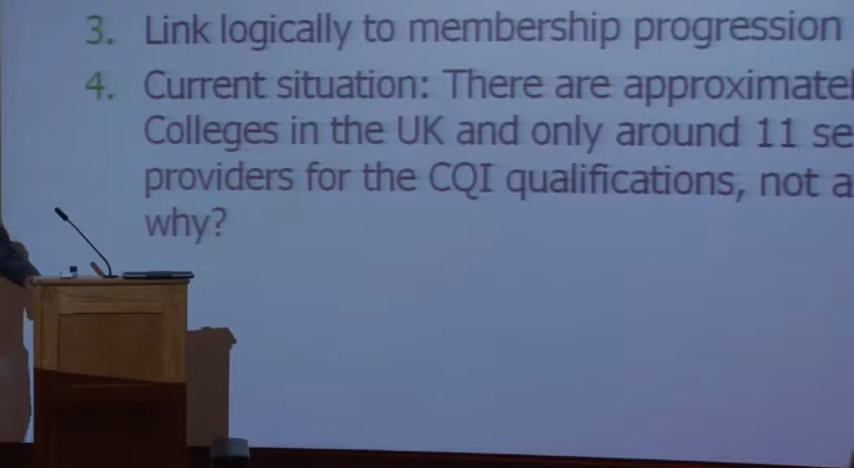 3. Link logically to membership progression
4. Current situation: There are
Colleges in the UK and only around 11
providers for the CQI qualifications, not
why?